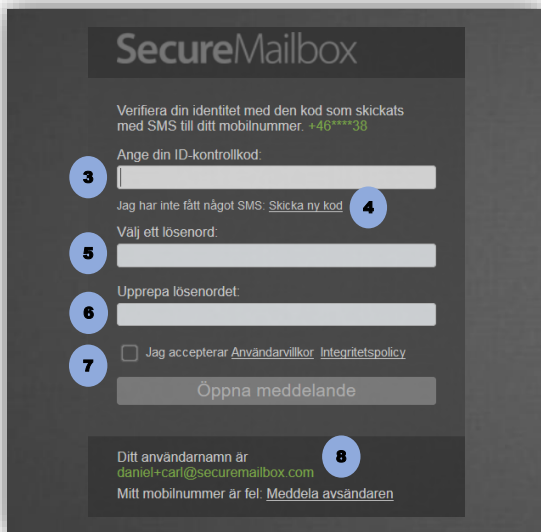 SecureMailbox
Verifiera din identitet med den kod som skickats
med SMS till ditt mobilnummer. +46****38
Ange din ID-kontrollkod:
3
Jag har inte fått något SMS: Skicka ny kod 4
Välj ett lösenord:
5
Upprepa lösenordet:
6
7 Jag accepterar Användarvillkor Integritetspolicy
Öppna meddelande
Ditt användarnamn är 8
daniel+carl@securemailbox.com
Mitt mobilnummer är fel: Meddela avsändaren